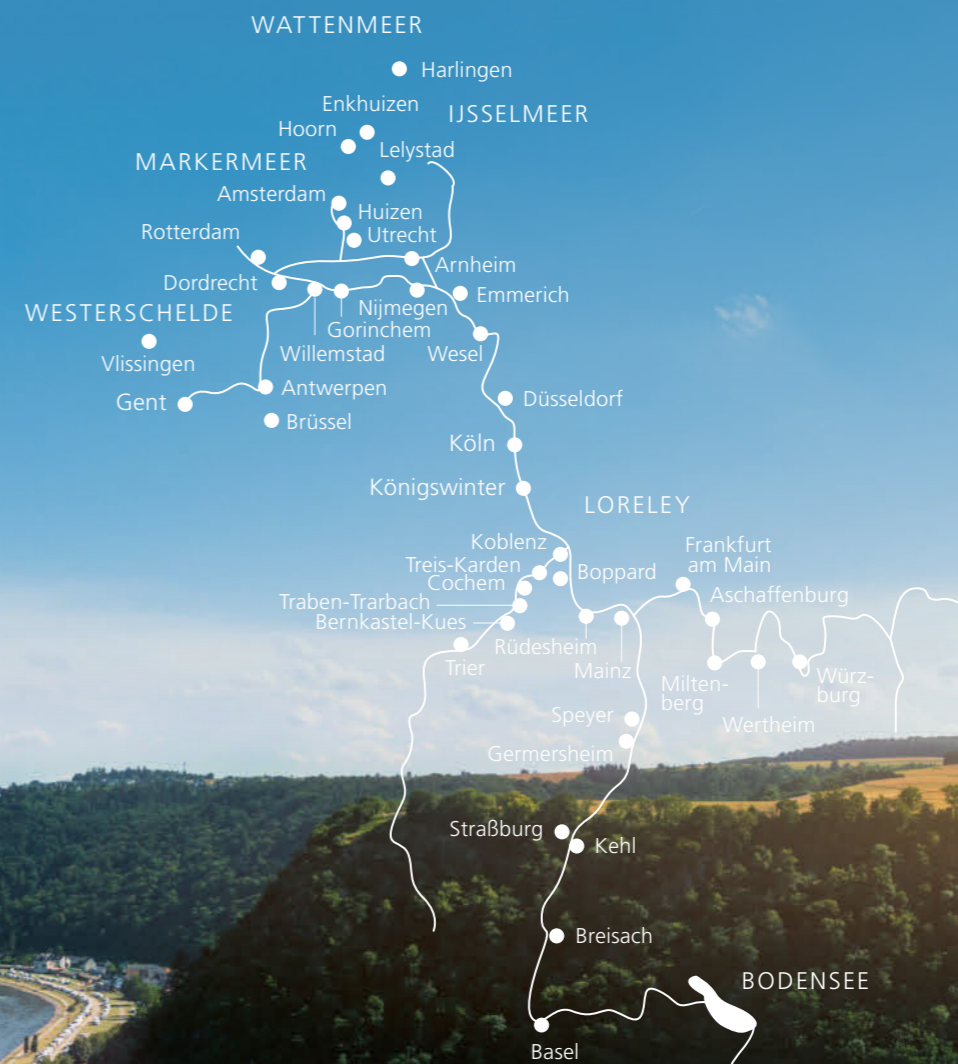 WATTENMEER
Harlingen
Enkhuizen
IJSSELMEER
Hoorn
Lelystad
MARKERMEER
Amsterdam
Huizen
Rotterdam
Utrecht
Arnheim
Dordrecht
Emmerich
Nijmegen
WESTERSCHELDE
Gorinchem
Willemstad
Wesel
Vlissingen
Antwerpen
Gent
Düsseldorf
Brüssel
Köln
Königswinter
LORELEY
Koblenz
Frankfurt
am Main
Treis-Karden
Boppard
Cochem
Aschaffenburg
Traben-Trarbach
Bernkastel-Kues
Rüdesheim
Trier
Mainz
Milten-
berg
Würz-
burg
Speyer
Wertheim
Germersheim
Straßburg
Kehl
Breisach
BODENSEE
Basel